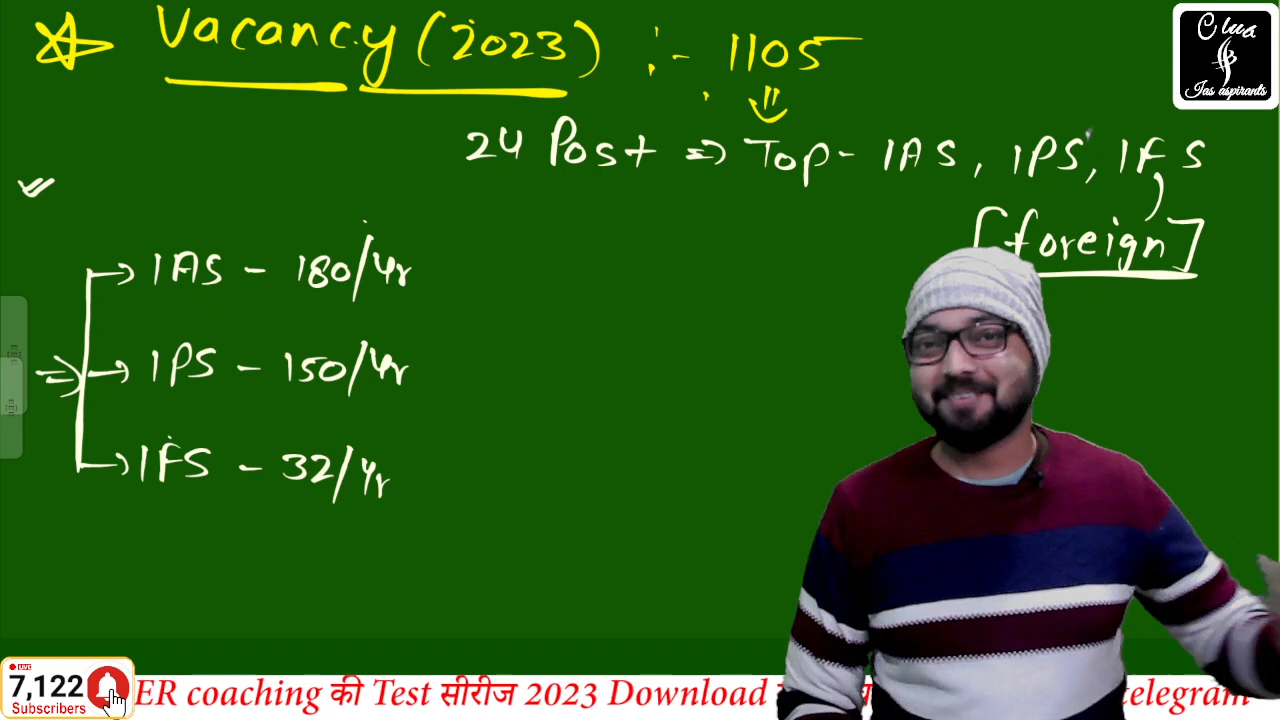 Vacancy (2023) :- 1105
24 Post ⇒ Top - IAS, IPS, IFS
[foreign]
→ IAS - 180/yr
⇒ → IPS - 150/yr
→ IFS - 32/yr
Clua
Ias aspirants
LIVE
7,122
Subscribers
ER coaching की Test सीरीज 2023 Download telegram